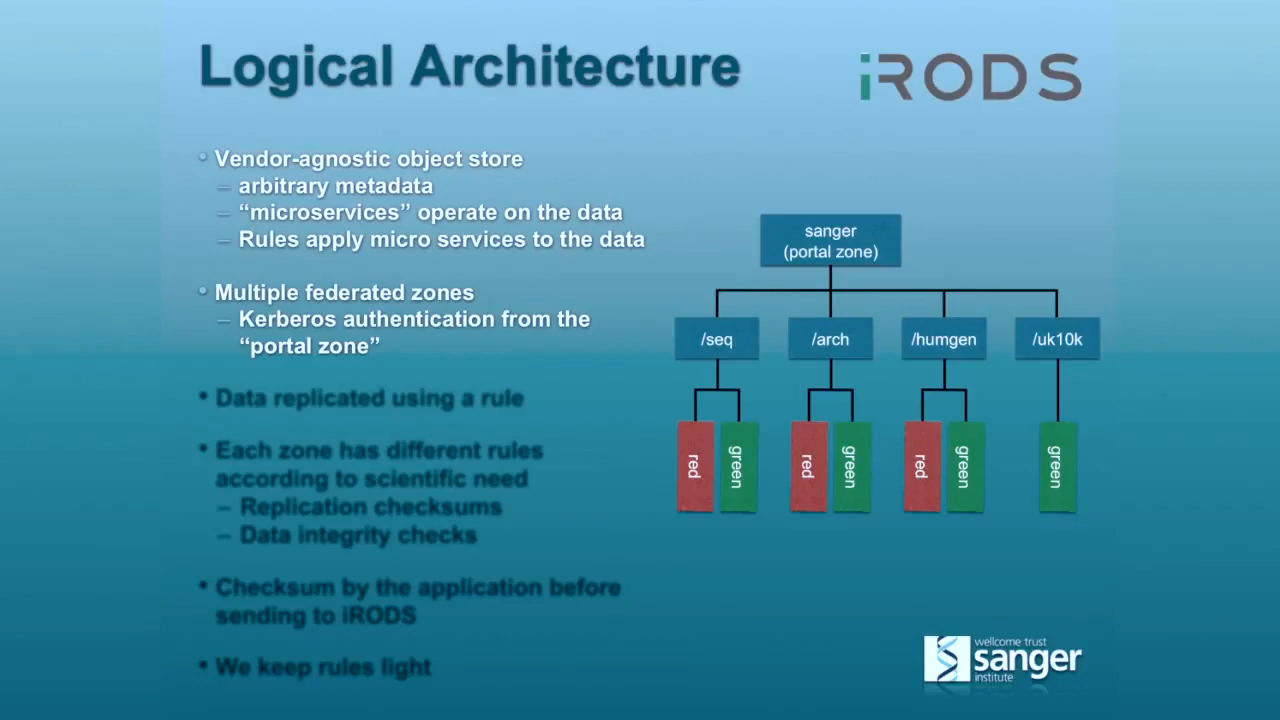 Logical Architecture
iRODS
• Vendor-agnostic object store
– arbitrary metadata
– “microservices” operate on the data
– Rules apply micro services to the data
• Multiple federated zones
– Kerberos authentication from the
“portal zone”
• Data replicated using a rule
• Each zone has different rules
according to scientific need
– Replication checksums
– Data integrity checks
• Checksum by the application before
sending to iRODS
• We keep rules light
sanger
(portal zone)
/seq
/arch
/humgen
/uk10k
red
green
red
green
red
green
green
wellcome trust
sanger
institute